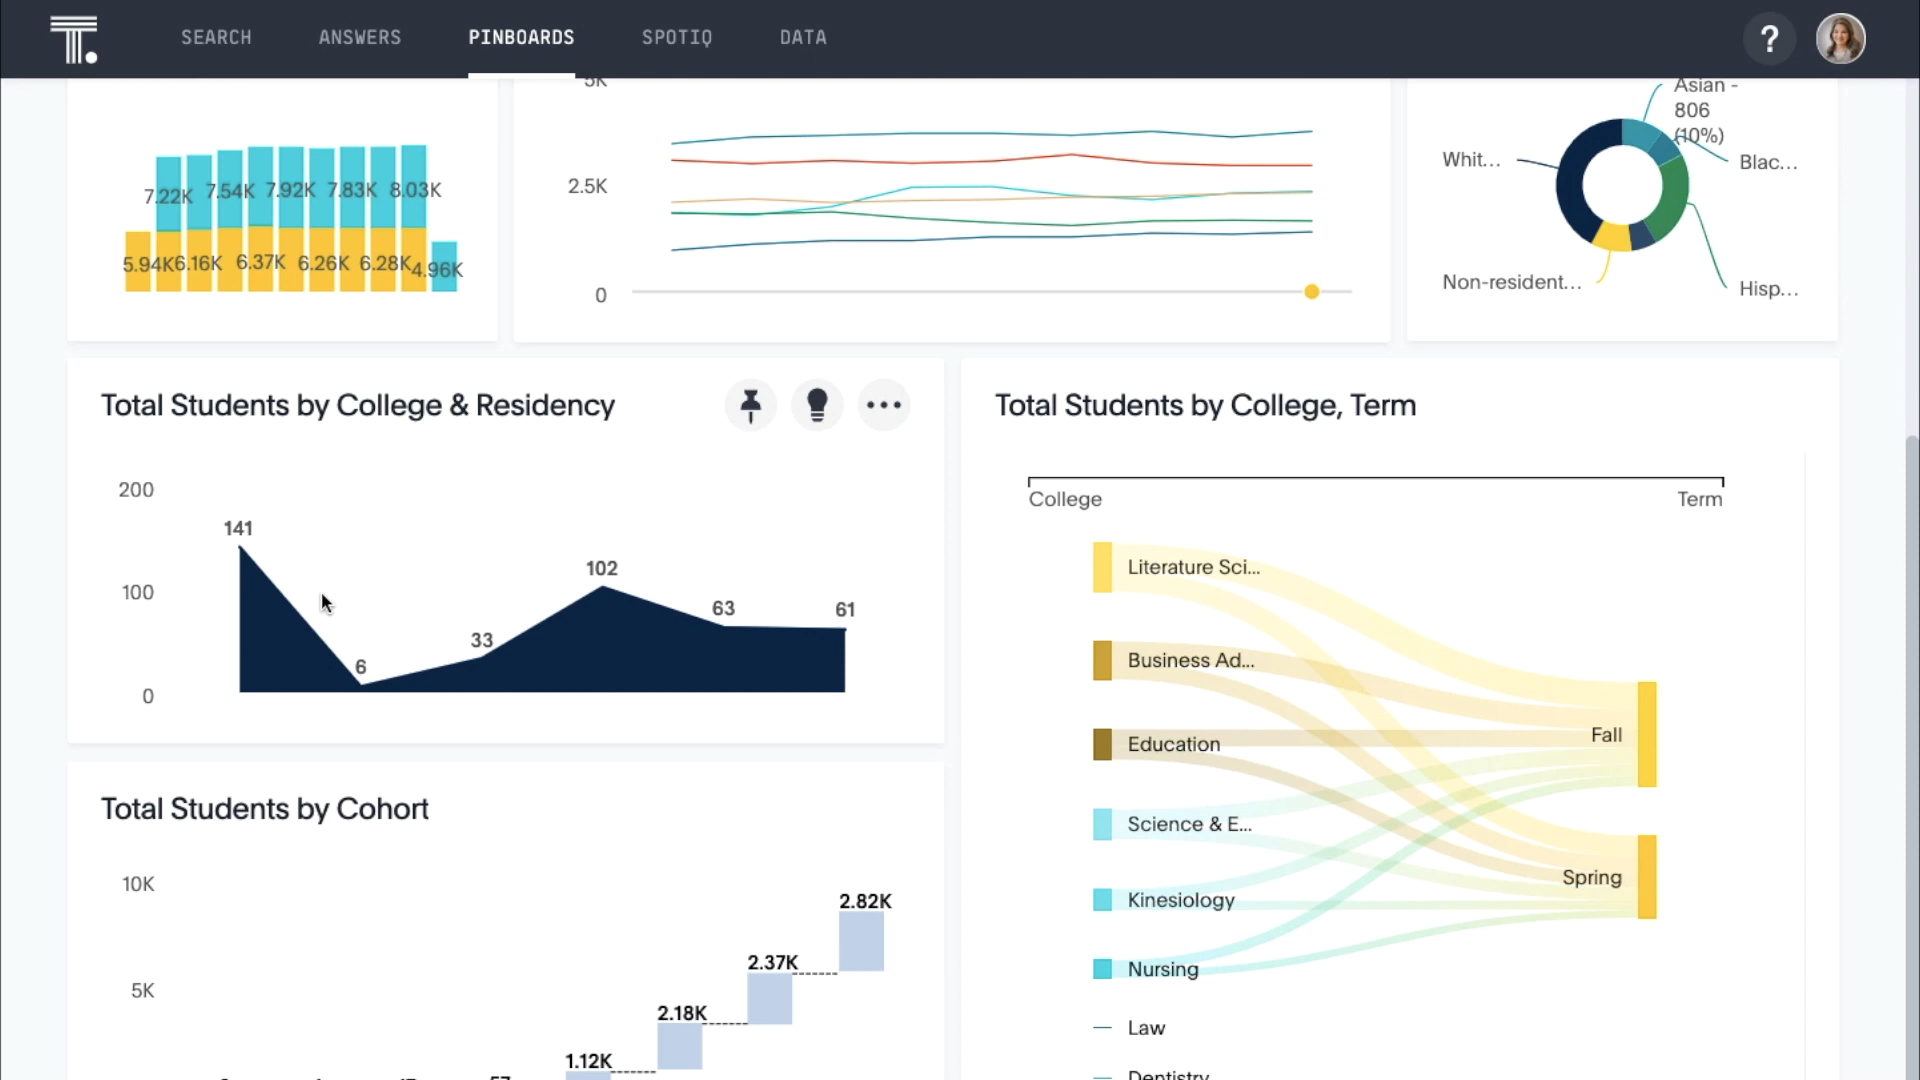 T.
SEARCH
ANSWERS
PINBOARDS
SPOTIQ
DATA
?
7.22K 7.54K 7.92K 7.83K 8.03K
5.94K 6.16K 6.37K 6.26K 6.28K 4.96K
5K
2.5K
0
Asian -
806
(10%)
Whit...
Blac...
Non-resident...
Hisp...
Total Students by College & Residency
200
100
0
141
6
33
102
63
61
Total Students by College, Term
College
Term
Literature Sci...
Business Ad...
Education
Science & E...
Kinesiology
Nursing
Law
Dentistry
Fall
Spring
Total Students by Cohort
10K
5K
2.82K
2.37K
2.18K
1.12K
57